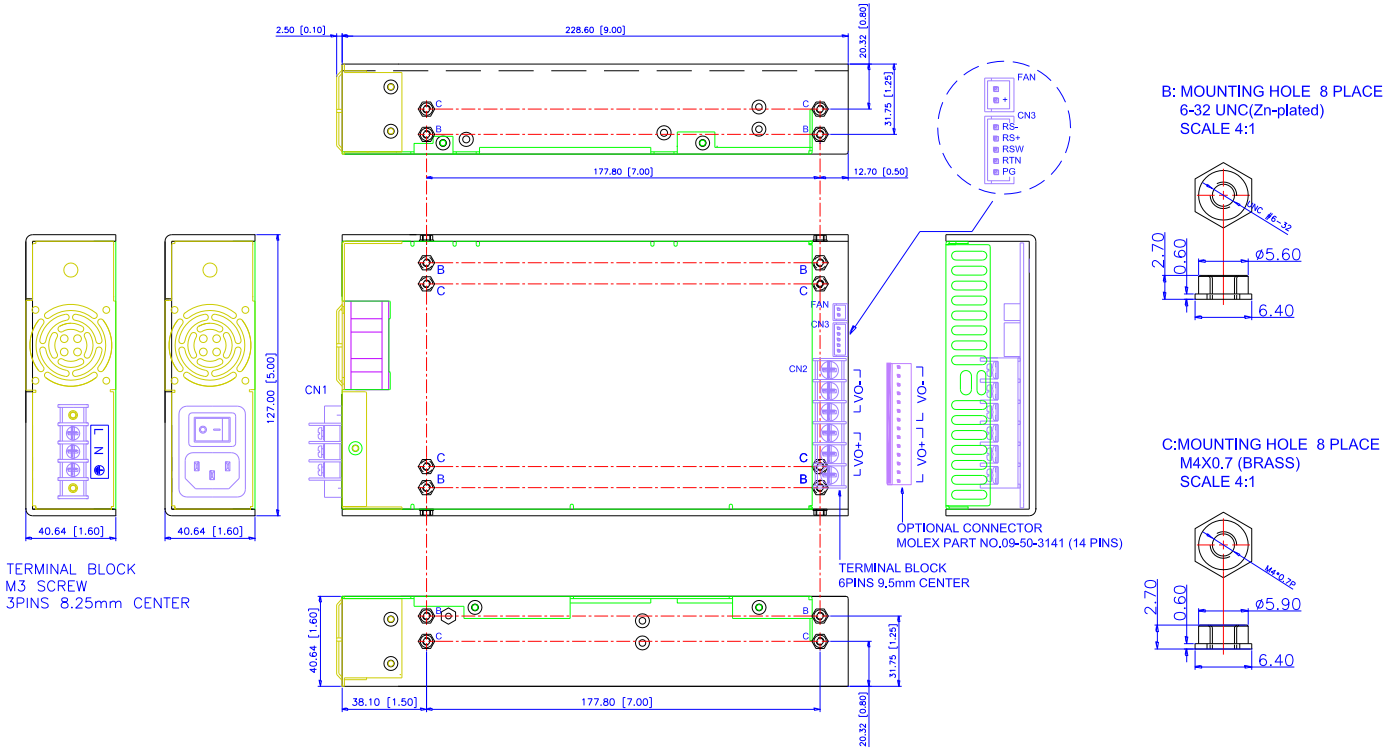 2.50 [0.10]
228.60 [9.00]
20.32 [0.80]
31.75 [1.25]
C
C
B
B
177.80 [7.00]
12.70 [0.50]
FAN
+
CN3
RS-
RS+
RSW
RTN
PG
B: MOUNTING HOLE 8 PLACE
6-32 UNC(Zn-plated)
SCALE 4:1
UNC #6-32
2.70
0.60
ø5.60
6.40
L N
40.64 [1.60]
40.64 [1.60]
127.00 [5.00]
TERMINAL BLOCK
M3 SCREW
3PINS 8.25mm CENTER
CN1
B
B
C
C
FAN
CN3
CN2
VO-
VO+
C
C
B
B
VO-
VO+
OPTIONAL CONNECTOR
MOLEX PART NO.09-50-3141 (14 PINS)
TERMINAL BLOCK
6PINS 9.5mm CENTER
C:MOUNTING HOLE 8 PLACE
M4X0.7 (BRASS)
SCALE 4:1
M4*0.7P
2.70
0.60
ø5.90
6.40
40.64 [1.60]
B
B
C
C
31.75 [1.25]
20.32 [0.80]
38.10 [1.50]
177.80 [7.00]